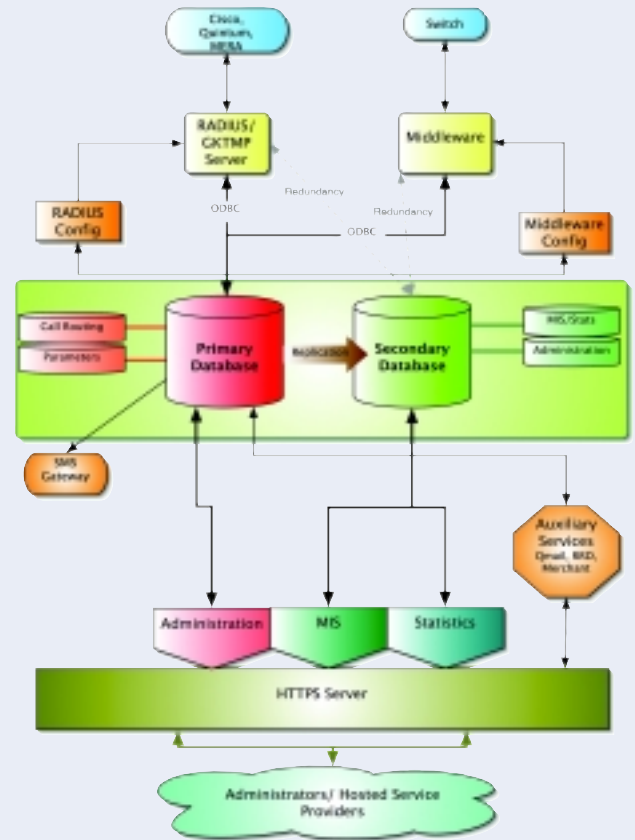 Cisco,
Quintum,
MERA
Switch
RADIUS/
GKTMP
Server
Middleware
Redundancy
ODBC
Redundancy
RADIUS
Config
ODBC
Middleware
Config
Call Routing
Parameters
Primary
Database
Replication
Secondary
Database
MIS/Stats
Administration
SMS
Gateway
Auxiliary
Services
Qmail, RRD,
Merchant
Administration
MIS
Statistics
HTTPS Server
Administrators/ Hosted Service
Providers